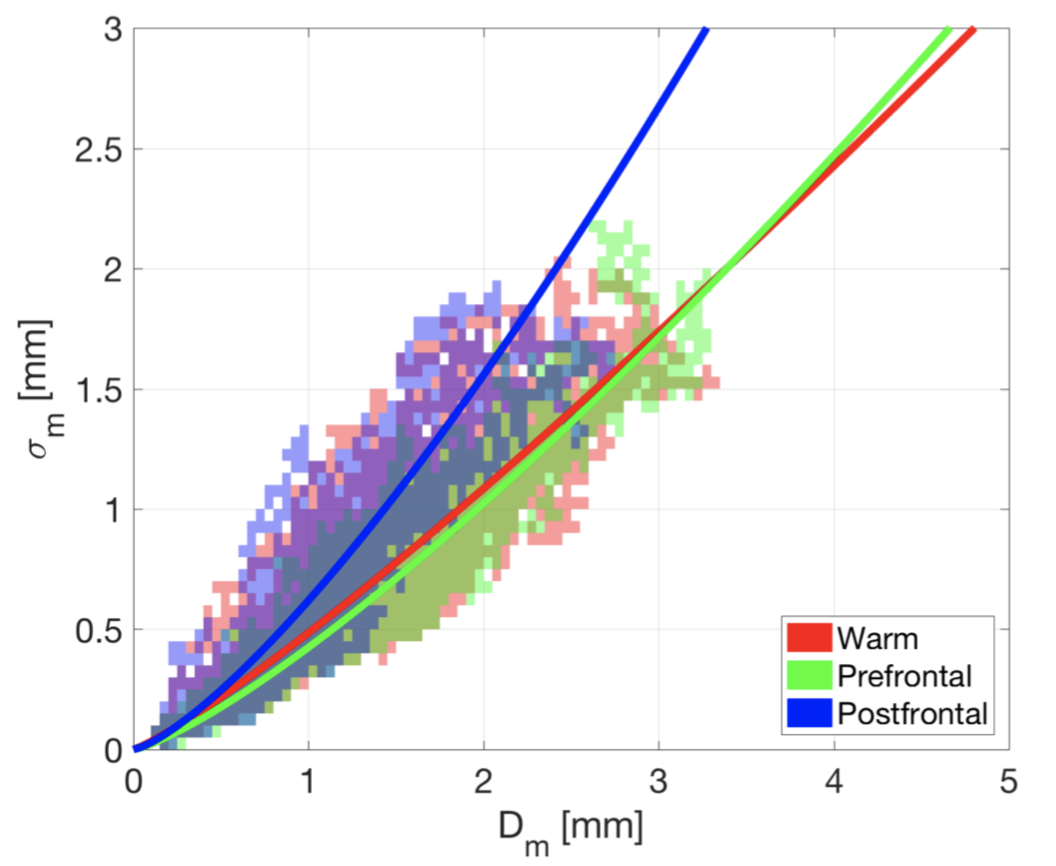 3
2.5
2
1.5
1
0.5
0
σm [mm]
0 1 2 3 4 5
Dm [mm]
Warm
Prefrontal
Postfrontal